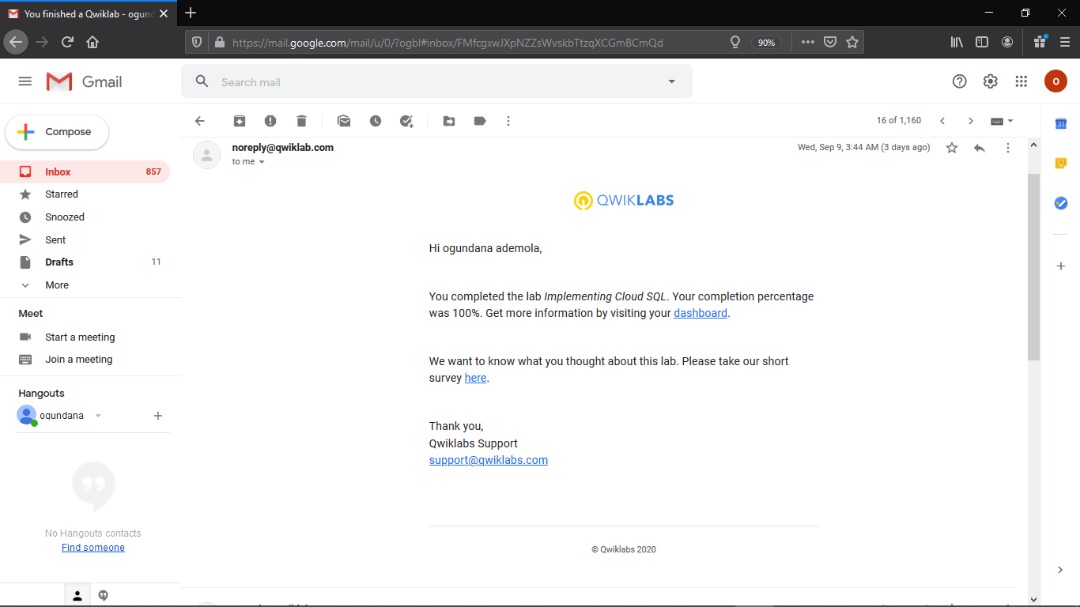 You finished a Qwiklab - ogun
https://mail.google.com/mail/u/0/?ogbl#inbox/FMfcgxwJXpNZZsWvskbTtzqXCGmBCmQd
90%
Gmail
Search mail
O
Compose
16 of 1,160
Inbox 857
Starred
Snoozed
Sent
Drafts 11
More
Meet
Start a meeting
Join a meeting
Hangouts
ogundana
No Hangouts contacts
Find someone
noreply@qwiklab.com
to me
Wed, Sep 9, 3:44 AM (3 days ago)
QWIKLABS
Hi ogundana ademola,
You completed the lab Implementing Cloud SQL. Your completion percentage
was 100%. Get more information by visiting your dashboard.
We want to know what you thought about this lab. Please take our short
survey here.
Thank you,
Qwiklabs Support
support@qwiklabs.com
© Qwiklabs 2020